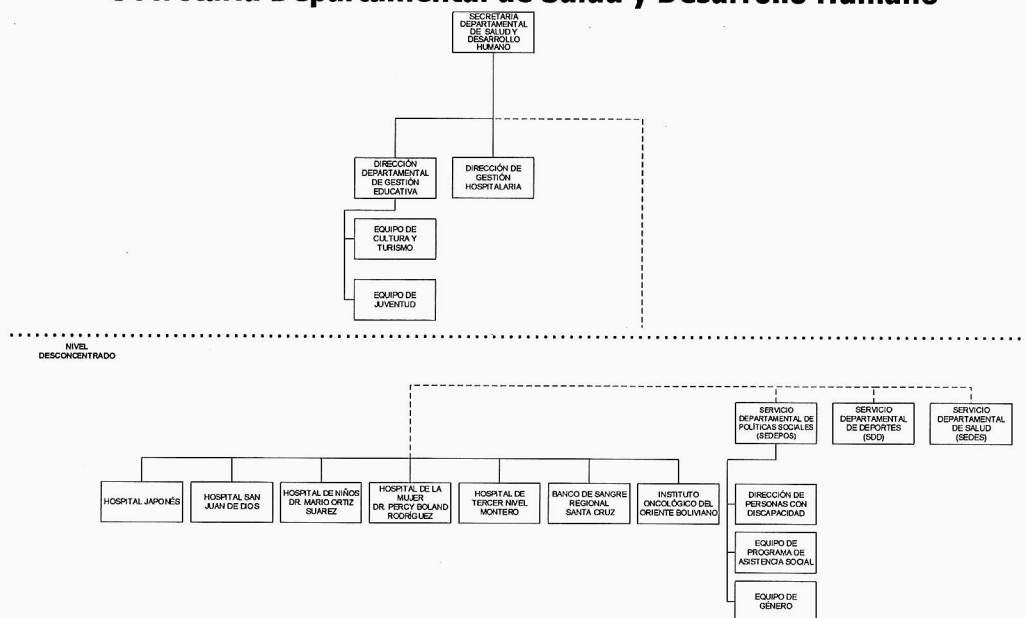 Departamental de Salud y Desarrollo Humano
SECRETARIA
DEPARTAMENTAL
DE SALUD Y
DESARROLLO
HUMANO
DIRECCIÓN
DEPARTAMENTAL
DE GESTIÓN
EDUCATIVA
DIRECCIÓN DE
GESTIÓN
HOSPITALARIA
EQUIPO DE
CULTURA Y
TURISMO
EQUIPO DE
JUVENTUD
NIVEL
DESCONCENTRADO
SERVICIO
DEPARTAMENTAL DE
POLÍTICAS SOCIALES
(SEDEPOS)
SERVICIO
DEPARTAMENTAL
DE DEPORTES
(SDD)
SERVICIO
DEPARTAMENTAL
DE SALUD
(SEDES)
HOSPITAL JAPONÉS
HOSPITAL SAN
JUAN DE DIOS
HOSPITAL DE NIÑOS
DR. MARIO ORTIZ
SUAREZ
HOSPITAL DE LA
MUJER
DR. PERCY BOLAND
RODRÍGUEZ
HOSPITAL DE
TERCER NIVEL
MONTERO
BANCO DE SANGRE
REGIONAL
SANTA CRUZ
INSTITUTO
ONCOLÓGICO DEL
ORIENTE BOLIVIANO
DIRECCIÓN DE
PERSONAS CON
DISCAPACIDAD
EQUIPO DE
PROGRAMA DE
ASISTENCIA SOCIAL
EQUIPO DE
GÉNERO